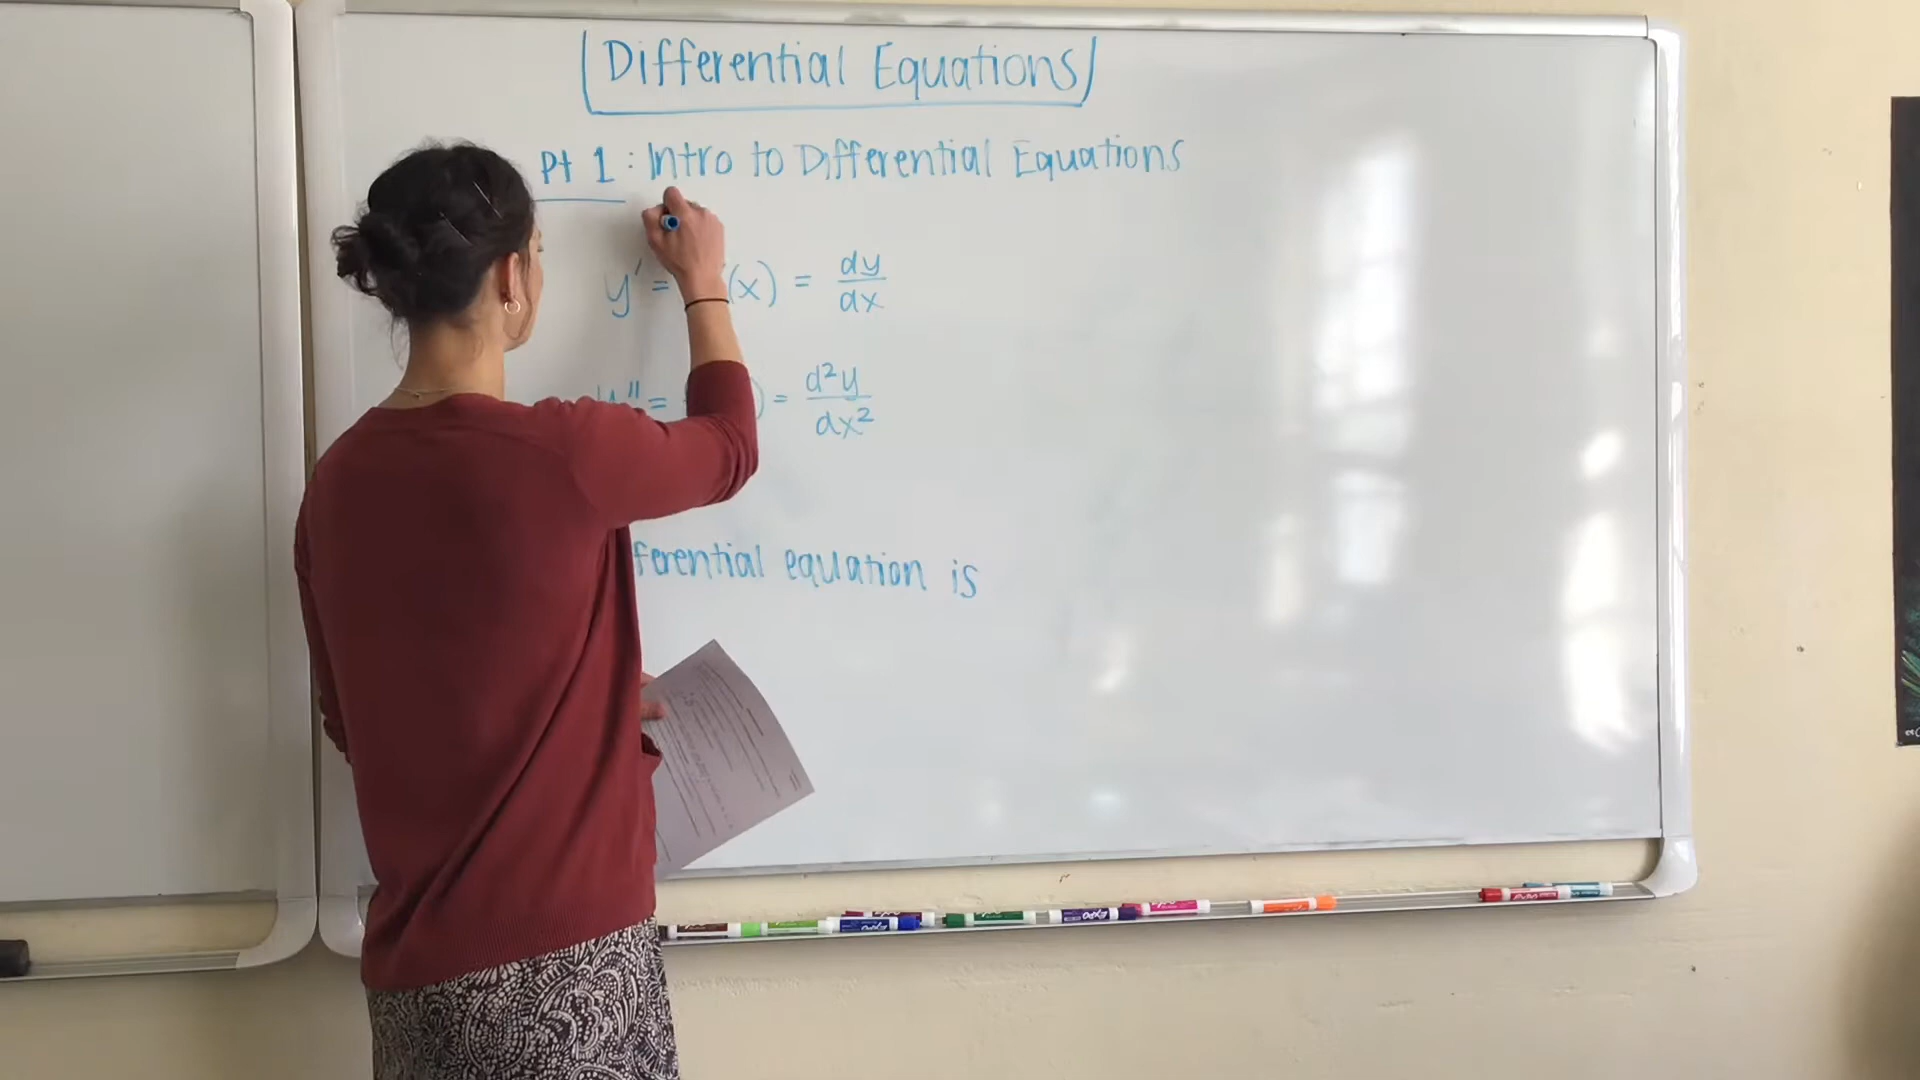 Differential Equations
Pt 1: Intro to Differential Equations
y' = (x) = dy/dx
y'' = ) = d²y/dx²
ferential equation is